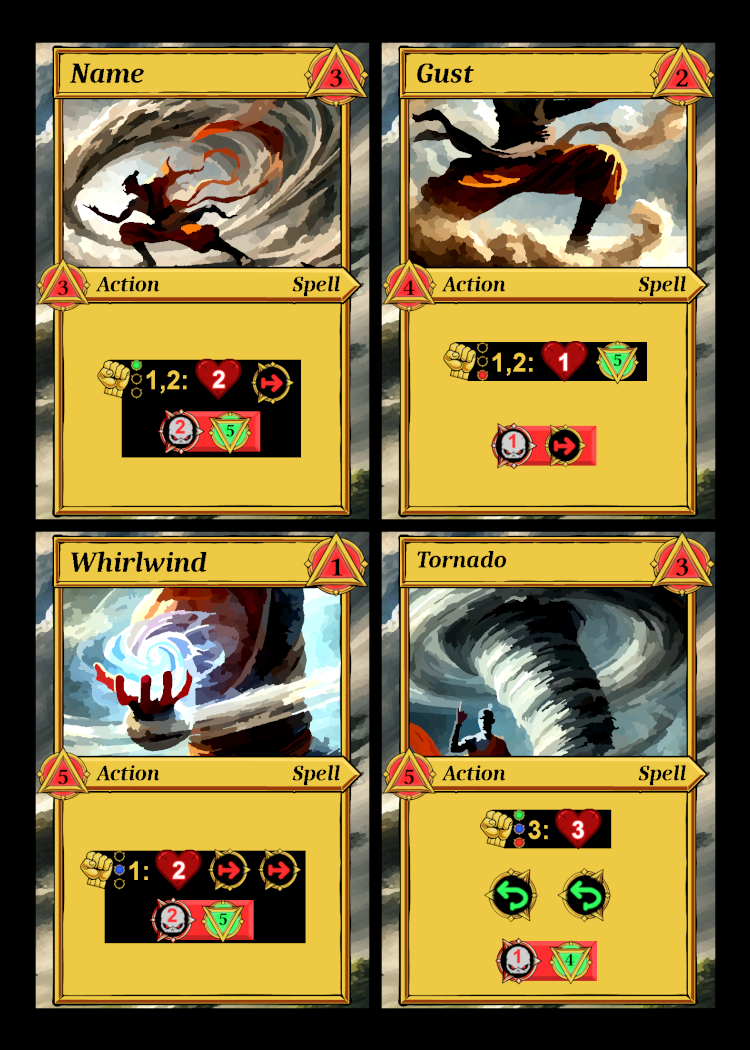 Name 3
3 Action Spell
1,2: 2
2 5
Gust 2
4 Action Spell
1,2: 1 5
1
Whirlwind 1
5 Action Spell
1: 2
2 5
Tornado 3
5 Action Spell
3: 3
1 4